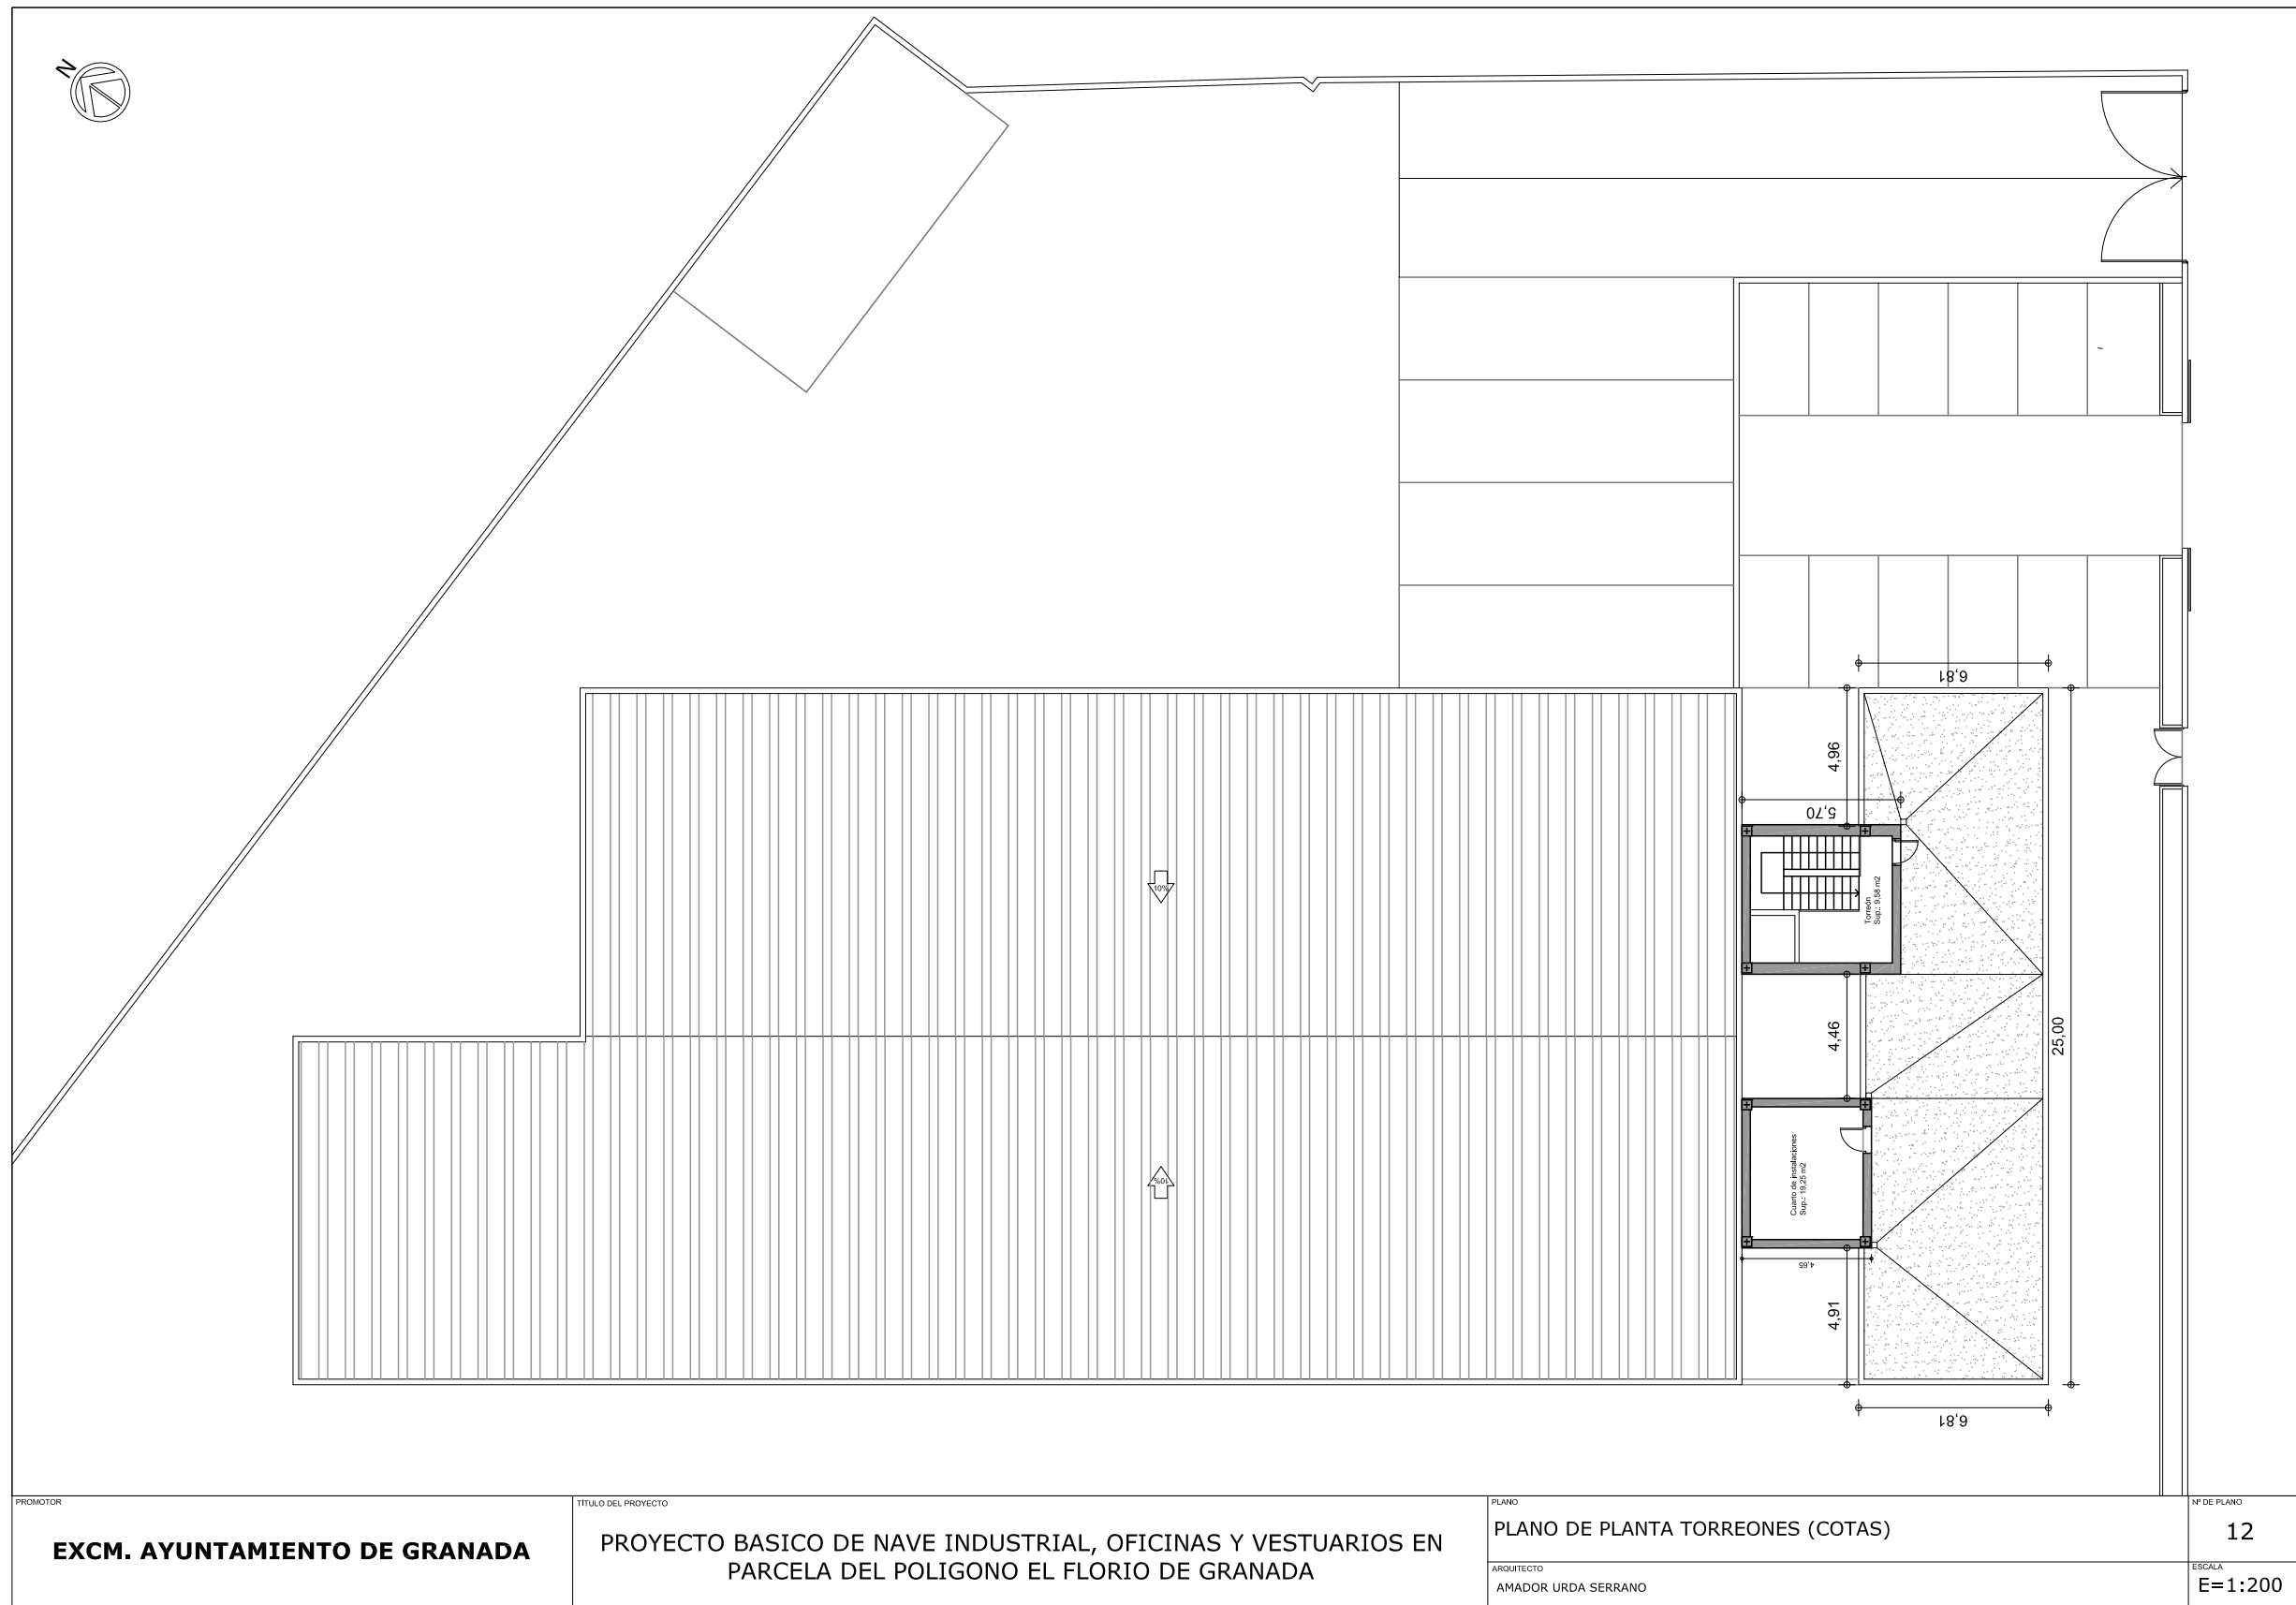 N
6,81
4,96
5,70
10%
Torreón
Sup.: 9,58 m2
4,46
25,00
10%
Cuarto de instalaciones
Sup.: 19,25 m2
4,65
4,91
6,81
PROMOTOR
EXCM. AYUNTAMIENTO DE GRANADA
TÍTULO DEL PROYECTO
PROYECTO BASICO DE NAVE INDUSTRIAL, OFICINAS Y VESTUARIOS EN
PARCELA DEL POLIGONO EL FLORIO DE GRANADA
PLANO
PLANO DE PLANTA TORREONES (COTAS)
ARQUITECTO
AMADOR URDA SERRANO
Nº DE PLANO
12
ESCALA
E=1:200